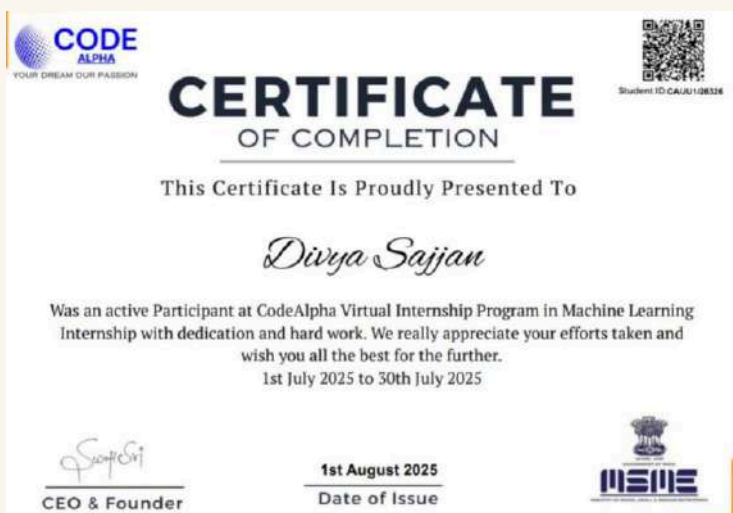 CODE
ALPHA
YOUR DREAM OUR PASSION
CERTIFICATE
OF COMPLETION
This Certificate Is Proudly Presented To
Divya Sajjan
Was an active Participant at CodeAlpha Virtual Internship Program in Machine Learning
Internship with dedication and hard work. We really appreciate your efforts taken and
wish you all the best for the further.
1st July 2025 to 30th July 2025
1st August 2025
CEO & Founder
Date of Issue
MSME